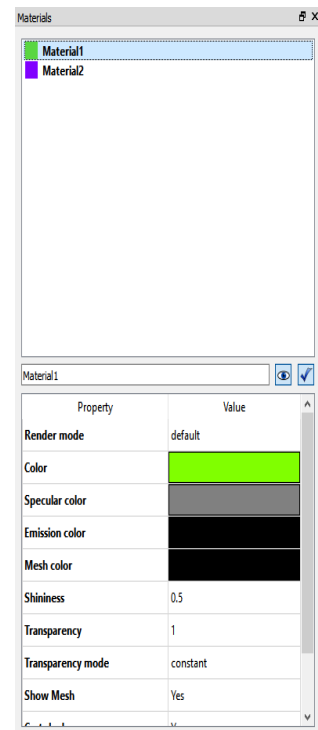 Materials
Material1
Material2
Material1
Property Value
Render mode default
Color
Specular color
Emission color
Mesh color
Shininess 0.5
Transparency 1
Transparency mode constant
Show Mesh Yes